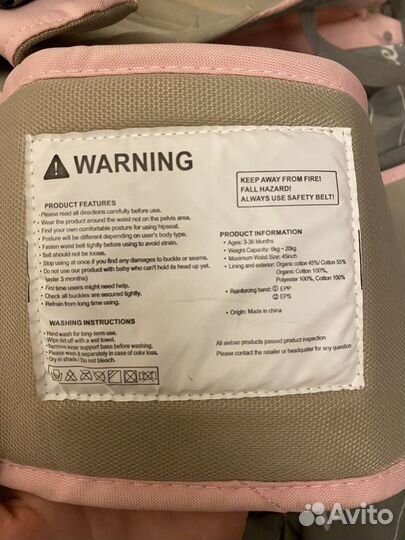 WARNING
KEEP AWAY FROM FIRE!
FALL HAZARD!
ALWAYS USE SAFETY BELT!
PRODUCT FEATURES
• Please read all directions carefully before use.
• Wear the product around the waist not on the pelvis area.
• Find your own comfortable posture for using hipseat.
• Posture will be different depending on user's body type.
• Fasten waist belt tightly before using to avoid strain.
• Belt should not be loose.
• Stop using at once if you find any damages to buckle or seams.
• Do not use our product with baby who can't hold its head up yet.
(under 3 months)
• First time users might need help.
• Check all buckles are secured tightly.
• Refrain from long time using.
WASHING INSTRUCTIONS
• Hand wash for long-term use.
• Wipe dirt off with a wet towel.
• Remove inner support base before washing.
• Please wash it separately in case of color loss.
• Dry in shade / Do not bleach.
PRODUCT INFORMATION
• Ages: 3-36 Months
• Weight Capacity: 6kg~20kg
• Maximum Waist Size: 45inch
• Lining and exterior: Organic cotton 45%/ Cotton 55%
Organic Cotton 100%,
Polyester 100%, Cotton 100%
• Rainforcing band: ① EPP
② EPS
• Origin: Made in china
All aiebao products passed product inspection
Please contact the retailer or headquater for any question
Avito